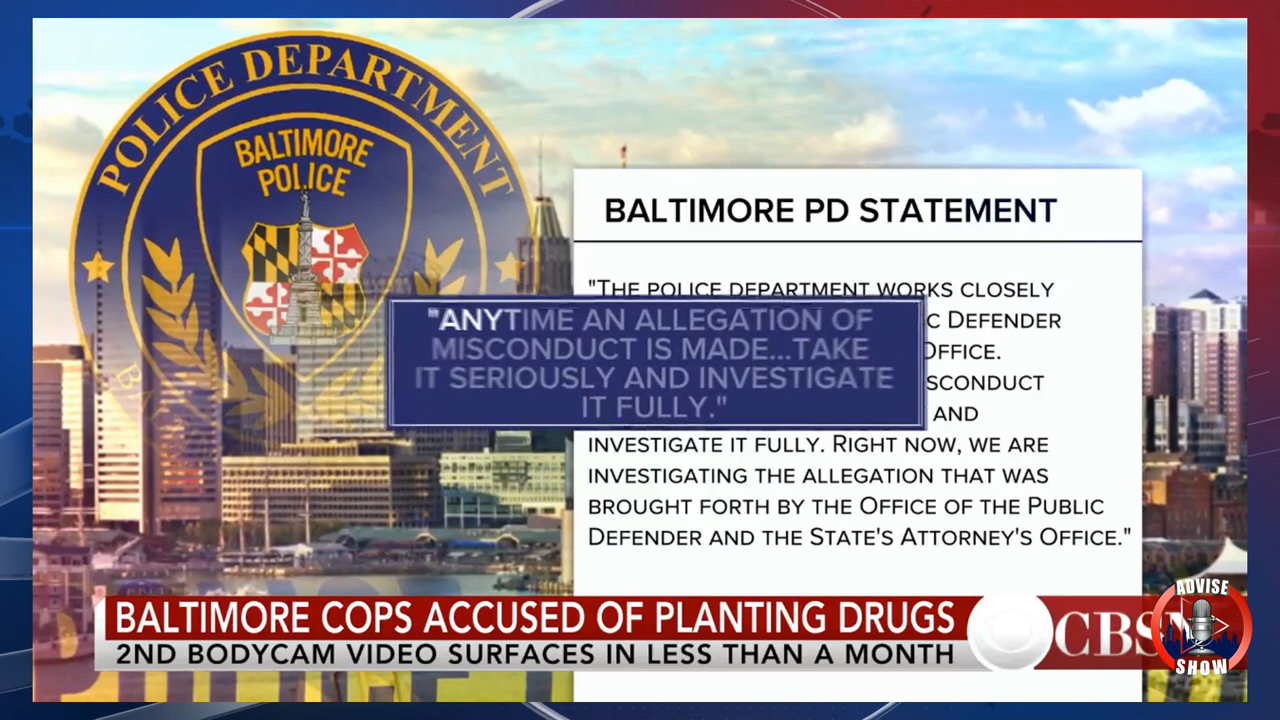 POLICE DEPARTMENT
BALTIMORE
POLICE
BALTIMORE PD STATEMENT
"THE POLICE DEPARTMENT WORKS CLOSELY
DEFENDER
OFFICE.
AND
INVESTIGATE IT FULLY. RIGHT NOW, WE ARE
INVESTIGATING THE ALLEGATION THAT WAS
BROUGHT FORTH BY THE OFFICE OF THE PUBLIC
DEFENDER AND THE STATE'S ATTORNEY'S OFFICE."
"ANYTIME AN ALLEGATION OF
MISCONDUCT IS MADE...TAKE
IT SERIOUSLY AND INVESTIGATE
IT FULLY."
BALTIMORE COPS ACCUSED OF PLANTING DRUGS
2ND BODYCAM VIDEO SURFACES IN LESS THAN A MONTH
CBS
ADVISE
SHOW